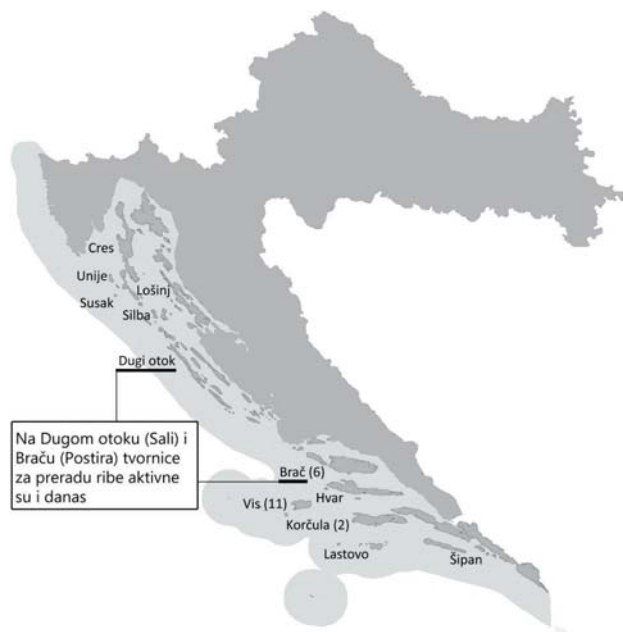 Cres
Unije
Lošinj
Susak
Silba
Dugi otok
Na Dugom otoku (Sali) i
Braču (Postira) tvornice
za preradu ribe aktivne
su i danas
Brač (6)
Hvar
Vis (11)
Korčula (2)
Lastovo
Šipan